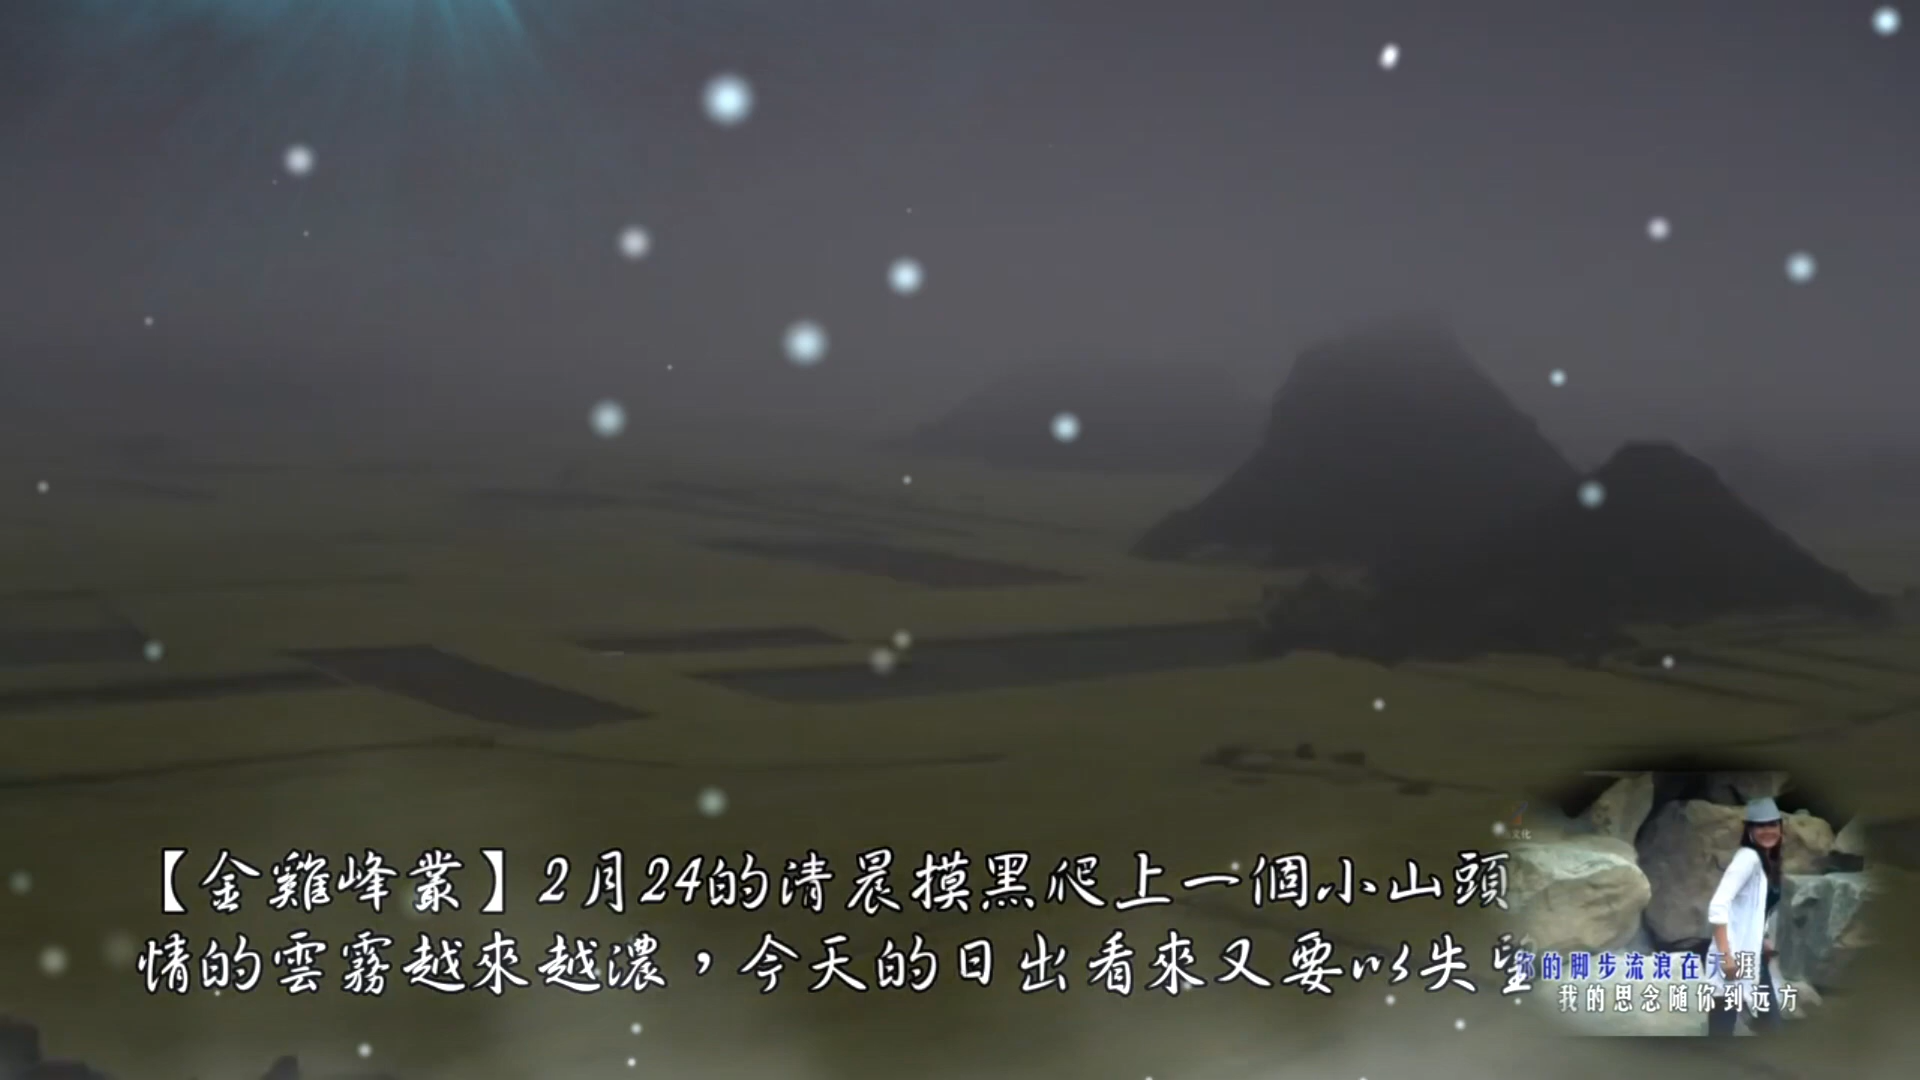 【金雞峰叢】2月24的清晨摸黑爬上一個小山頭
情的雲霧越來越濃，今天的日出看來又要以失望
你的脚步流浪在天涯
我的思念随你到远方
文化